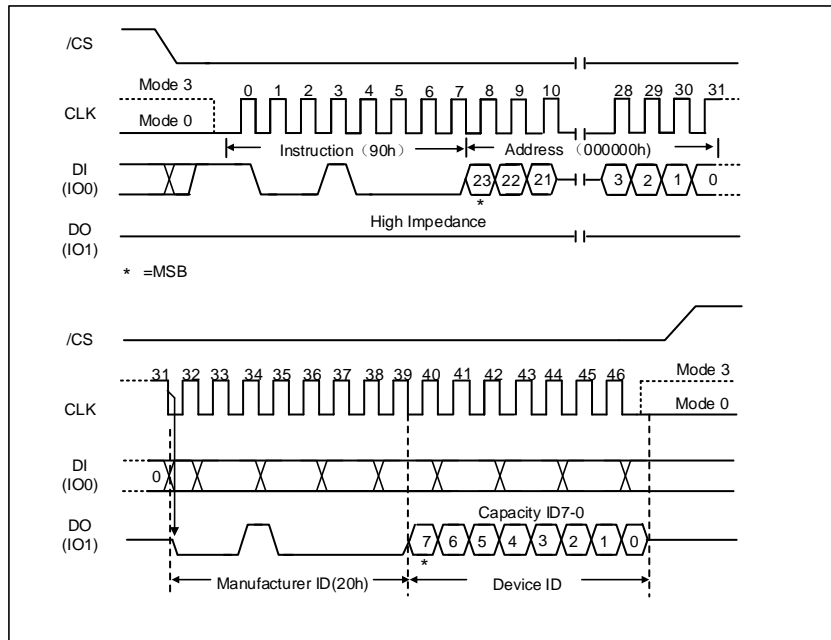 /CS
Mode 3
0 1 2 3 4 5 6 7 8 9 10 28 29 30 31
CLK
Mode 0
Instruction（90h） Address （000000h）
DI
(IO0)
23 22 21 3 2 1 0
*
High Impedance
DO
(IO1)
* =MSB
/CS
31 32 33 34 35 36 37 38 39 40 41 42 43 44 45 46
Mode 3
CLK
Mode 0
DI
(IO0)
0
Capacity ID7-0
DO
(IO1)
7 6 5 4 3 2 1 0
*
Manufacturer ID(20h) Device ID